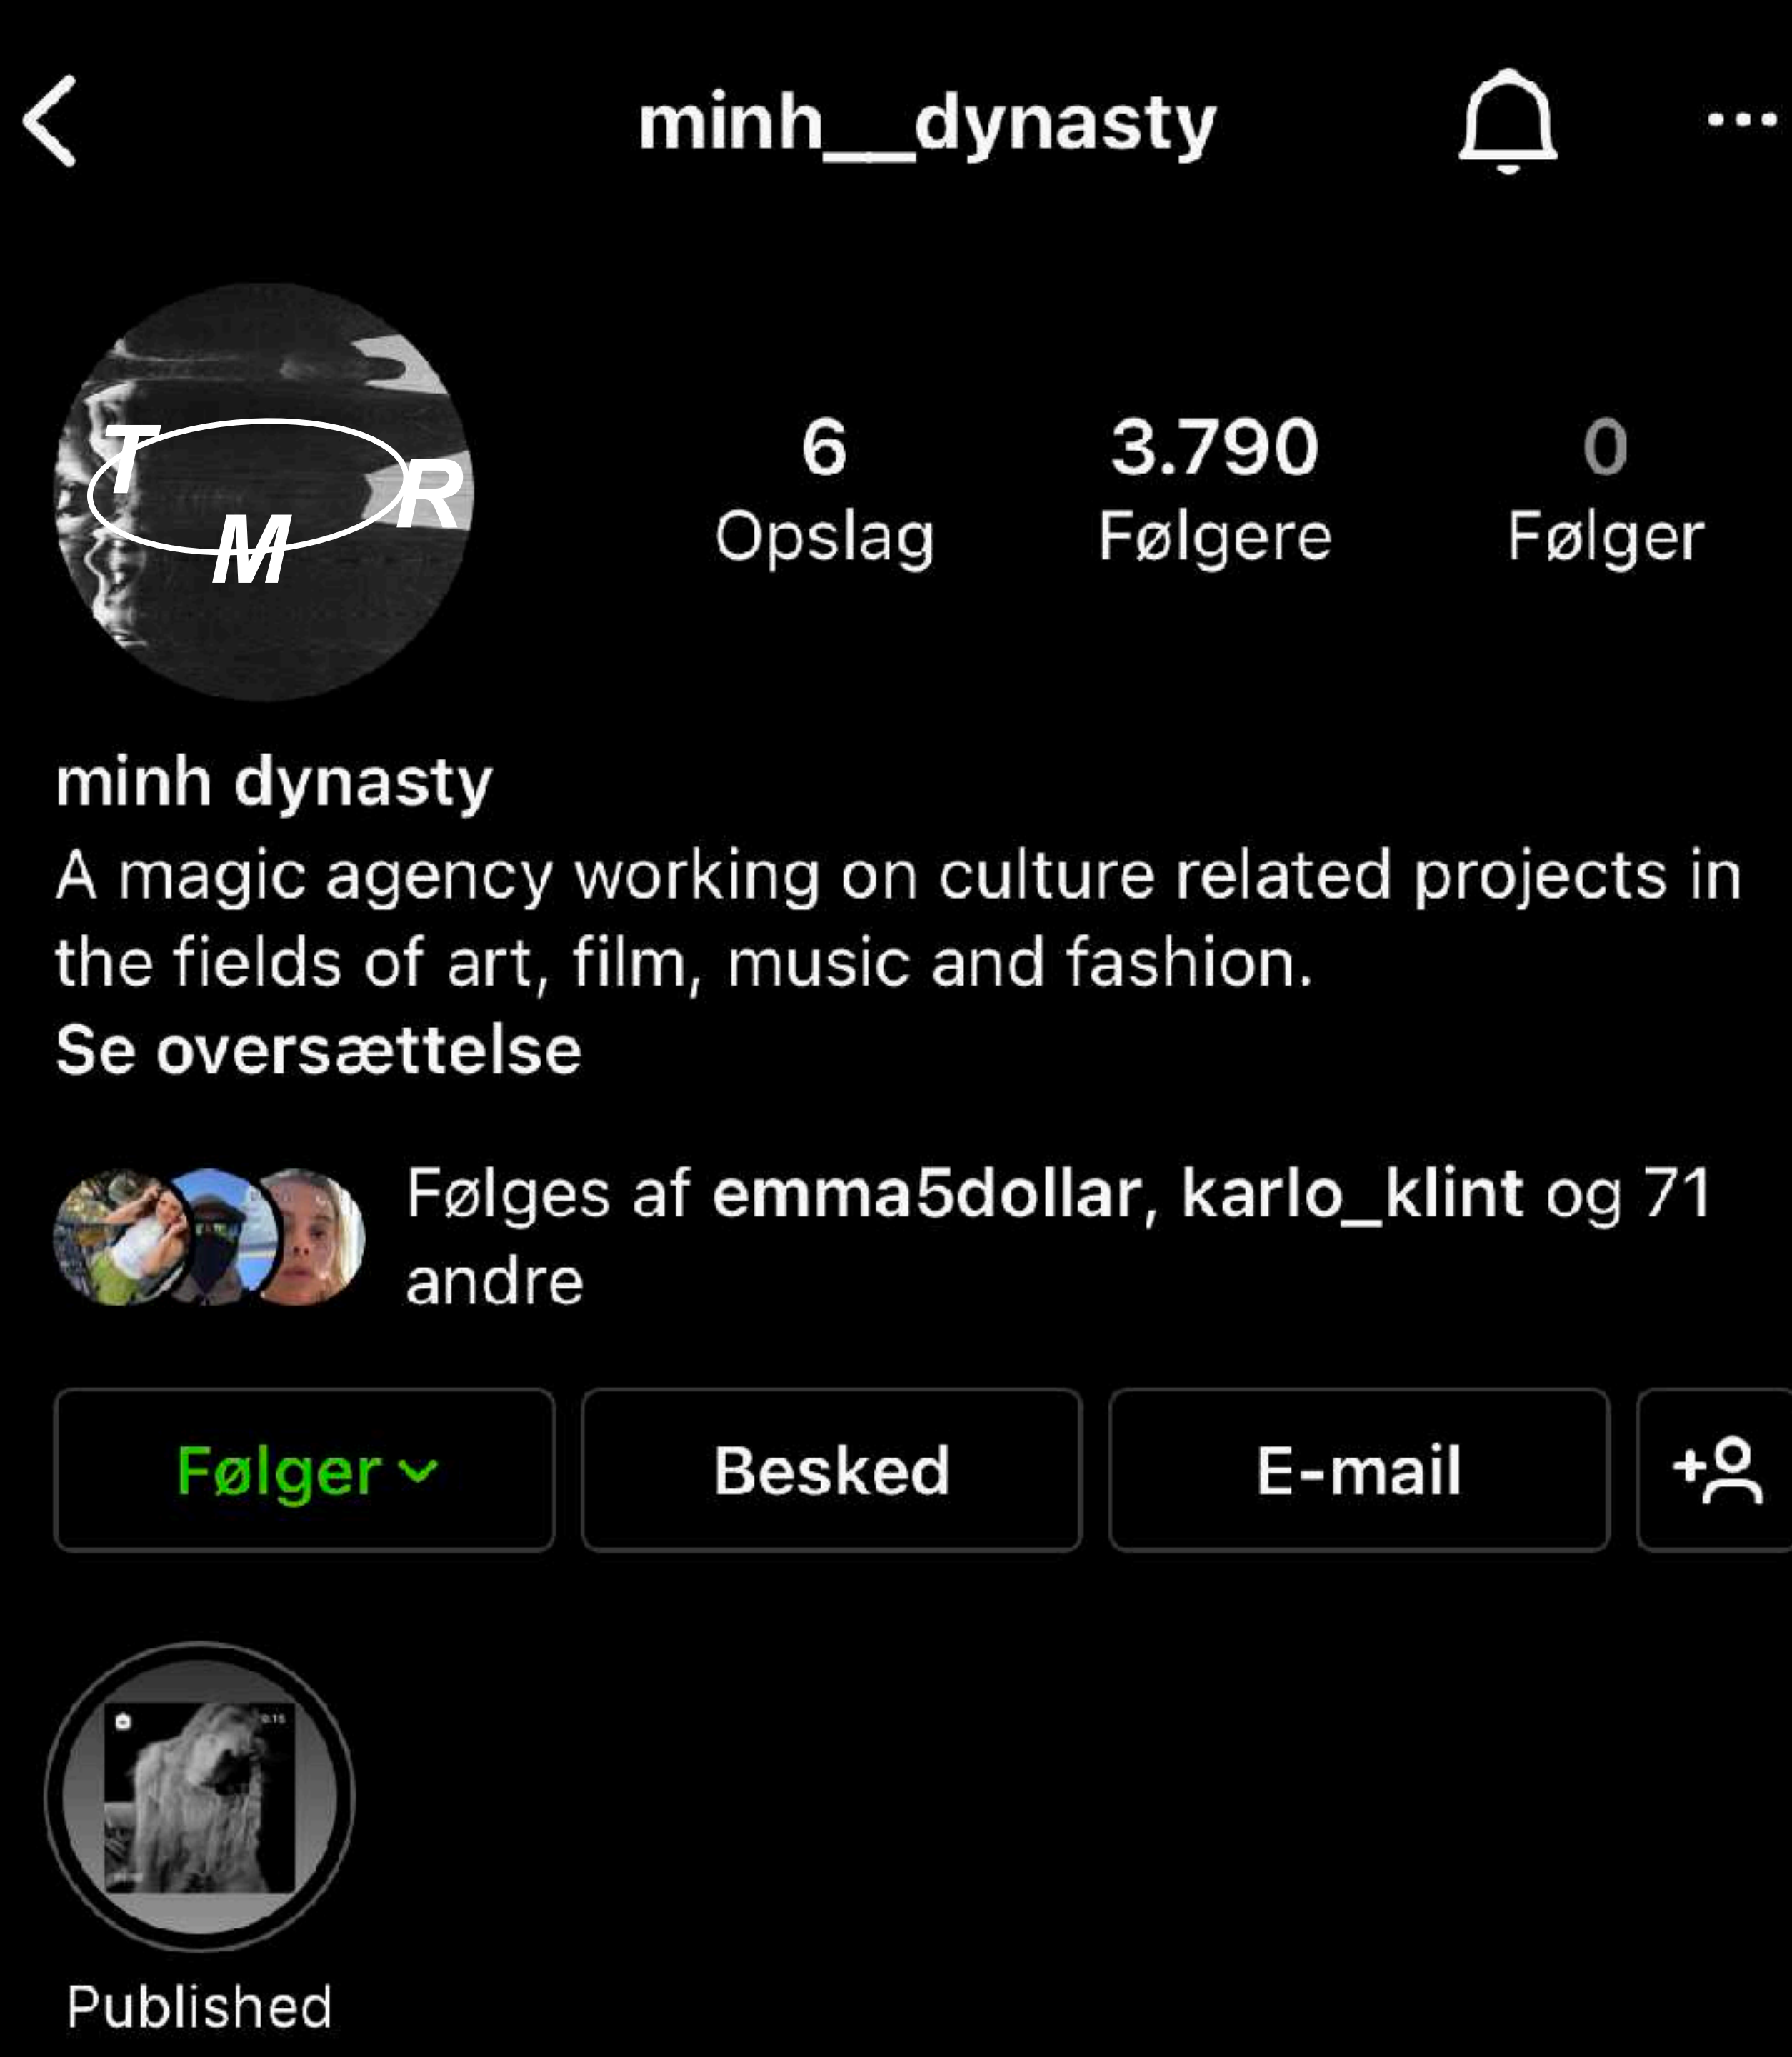 minh__dynasty
T
R
M
6
Opslag
3.790
Følgere
0
Følger
minh dynasty
A magic agency working on culture related projects in
the fields of art, film, music and fashion.
Se oversættelse
Følges af emma5dollar, karlo_klint og 71
andre
Følger
Besked
E-mail
Published